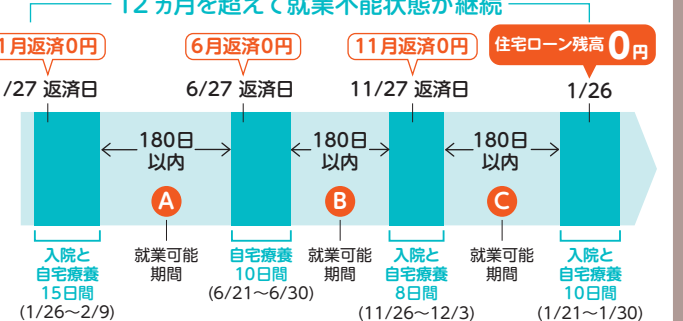 12ヵ月を超えて就業不能状態が継続
1月返済0円
6月返済0円
11月返済0円
住宅ローン残高0円
/27 返済日
6/27 返済日
11/27 返済日
1/26
180日
以内
180日
以内
180日
以内
A
B
C
入院と
自宅療養
15日間
(1/26～2/9)
就業可能
期間
自宅療養
10日間
(6/21～6/30)
就業可能
期間
入院と
自宅療養
8日間
(11/26～12/3)
就業可能
期間
入院と
自宅療養
10日間
(1/21～1/30)